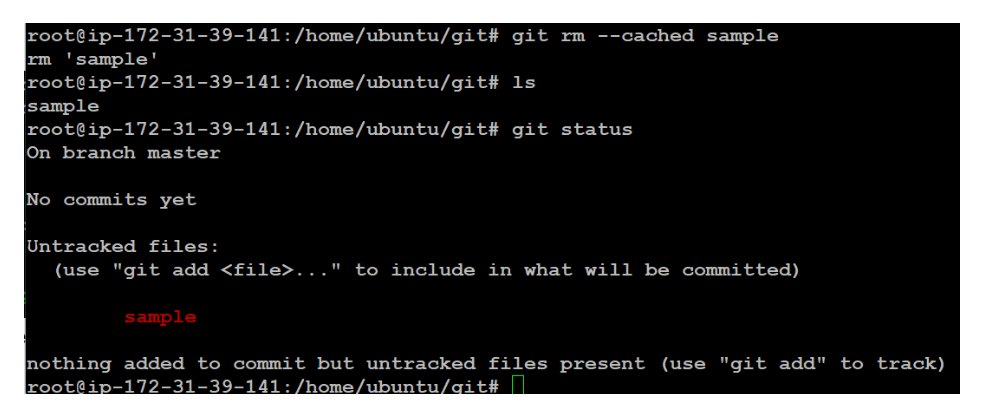 root@ip-172-31-39-141:/home/ubuntu/git# git rm --cached sample
rm 'sample'
root@ip-172-31-39-141:/home/ubuntu/git# ls
sample
root@ip-172-31-39-141:/home/ubuntu/git# git status
On branch master
No commits yet
Untracked files:
  (use "git add <file>..." to include in what will be committed)
        sample
nothing added to commit but untracked files present (use "git add" to track)
root@ip-172-31-39-141:/home/ubuntu/git#